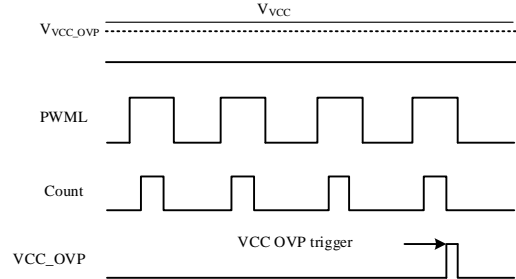 VVCC
VVCC_OVP
PWML
Count
VCC OVP trigger
VCC_OVP